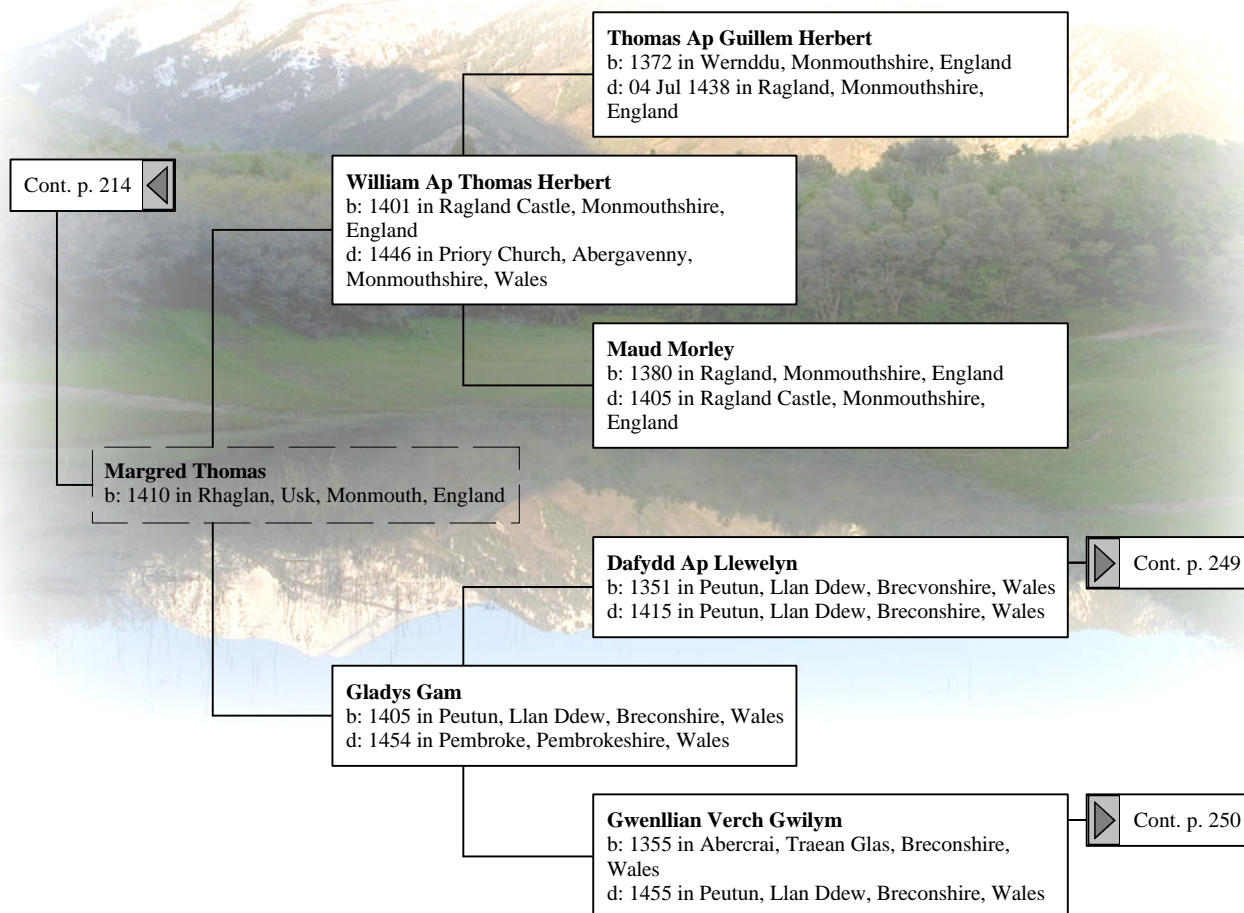 Thomas Ap Guillem Herbert
b: 1372 in Wernddu, Monmouthshire, England
d: 04 Jul 1438 in Ragland, Monmouthshire,
England
Cont. p. 214
William Ap Thomas Herbert
b: 1401 in Ragland Castle, Monmouthshire,
England
d: 1446 in Priory Church, Abergavenny,
Monmouthshire, Wales
Maud Morley
b: 1380 in Ragland, Monmouthshire, England
d: 1405 in Ragland Castle, Monmouthshire,
England
Margred Thomas
b: 1410 in Rhaglan, Usk, Monmouth, England
Dafydd Ap Llewelyn
b: 1351 in Peutun, Llan Ddew, Brecvonshire, Wales
d: 1415 in Peutun, Llan Ddew, Breconshire, Wales
Cont. p. 249
Gladys Gam
b: 1405 in Peutun, Llan Ddew, Breconshire, Wales
d: 1454 in Pembroke, Pembrokeshire, Wales
Gwenllian Verch Gwilym
b: 1355 in Abercrai, Traean Glas, Breconshire,
Wales
d: 1455 in Peutun, Llan Ddew, Breconshire, Wales
Cont. p. 250